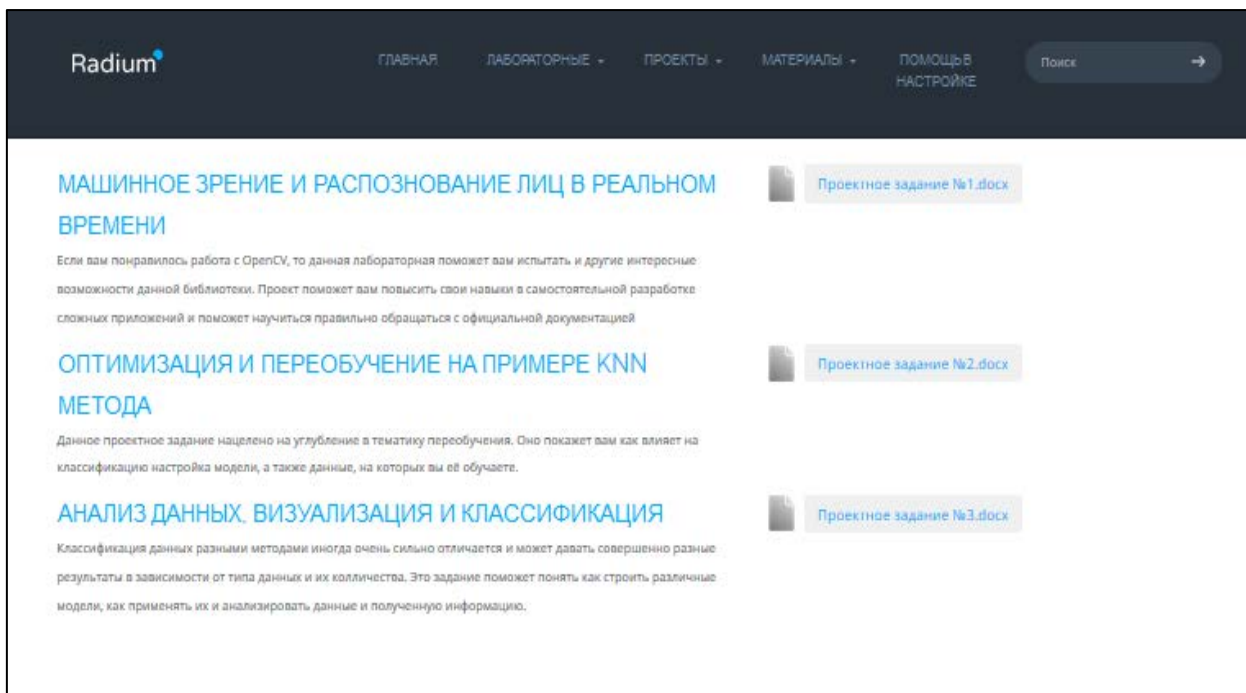 Radium
ГЛАВНАЯ
ЛАБОРАТОРНЫЕ
ПРОЕКТЫ
МАТЕРИАЛЫ
ПОМОЩЬ В
НАСТРОЙКЕ
Поиск
МАШИННОЕ ЗРЕНИЕ И РАСПОЗНОВАНИЕ ЛИЦ В РЕАЛЬНОМ
ВРЕМЕНИ
Проектное задание №1.docx
Если вам понравилось работа с OpenCV, то данная лабораторная поможет вам испытать и другие интересные
возможности данной библиотеки. Проект поможет вам повысить свои навыки в самостоятельной разработке
сложных приложений и поможет научиться правильно обращаться с официальной документацией
ОПТИМИЗАЦИЯ И ПЕРЕОБУЧЕНИЕ НА ПРИМЕРЕ KNN
МЕТОДА
Проектное задание №2.docx
Данное проектное задание нацелено на углубление в тематику переобучения. Оно покажет вам как влияет на
классификацию настройка модели, а также данные, на которых вы её обучаете.
АНАЛИЗ ДАННЫХ, ВИЗУАЛИЗАЦИЯ И КЛАССИФИКАЦИЯ
Проектное задание №3.docx
Классификация данных разными методами иногда очень сильно отличается и может давать совершенно разные
результаты в зависимости от типа данных и их колличества. Это задание поможет понять как строить различные
модели, как применять их и анализировать данные и полученную информацию.